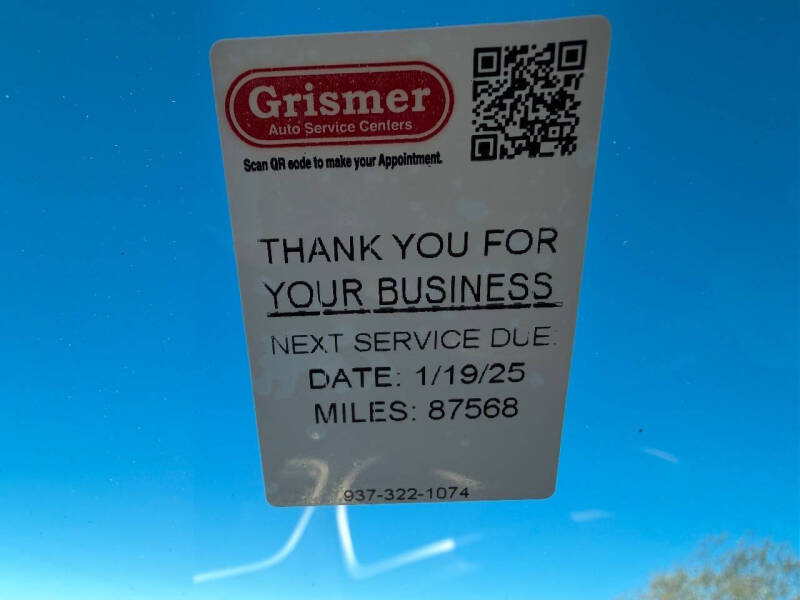 Grismer
Auto Service Centers
Scan QR code to make your Appointment.
THANK YOU FOR
YOUR BUSINESS
NEXT SERVICE DUE:
DATE: 1/19/25
MILES: 87568
937-322-1074